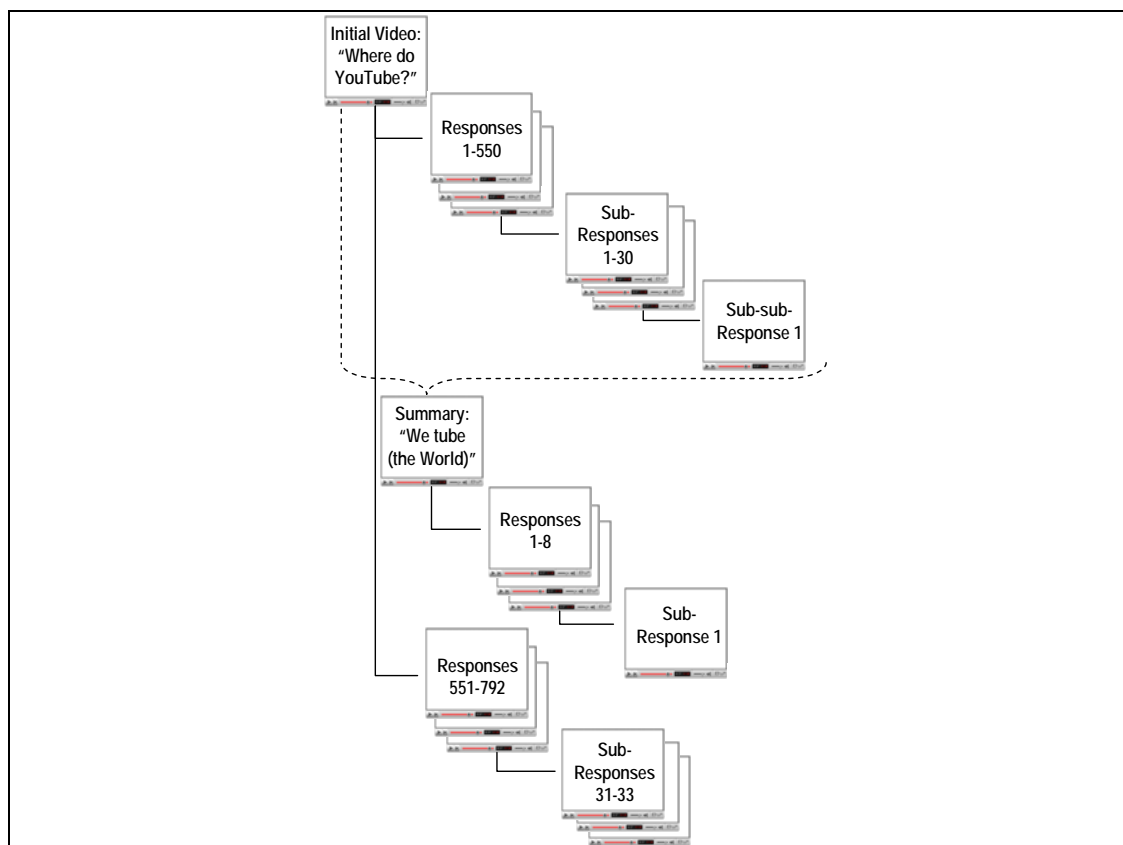 Initial Video:
“Where do
YouTube?”
Responses
1-550
Sub-
Responses
1-30
Sub-sub-
Response 1
Summary:
“We tube
(the World)”
Responses
1-8
Sub-
Response 1
Responses
551-792
Sub-
Responses
31-33